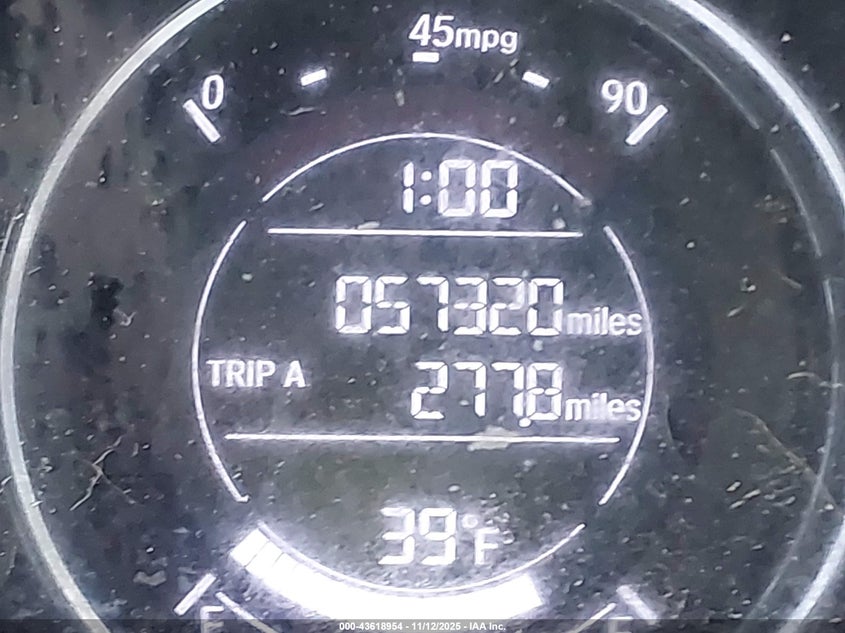 45mpg
0 90
1:00
057320 miles
TRIP A 277.8 miles
39°F
000-43618954 - 11/12/2025 - IAA Inc.